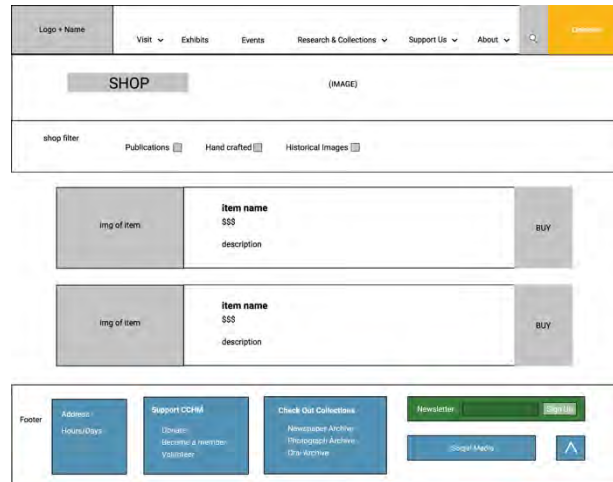 Logo + Name
Visit Exhibits Events Research & Collections Support Us About
SHOP
(IMAGE)
shop filter
Publications Hand crafted Historical Images
img of item
item name
$$$
description
BUY
img of item
item name
$$$
description
BUY
Footer
Address
Hours/Days
Support CCHM
Donate
Become a member
Volunteer
Check Out Collections
Newspaper Archive
Photograph Archive
Oral Archive
Newsletter
Sign Up
Social Media